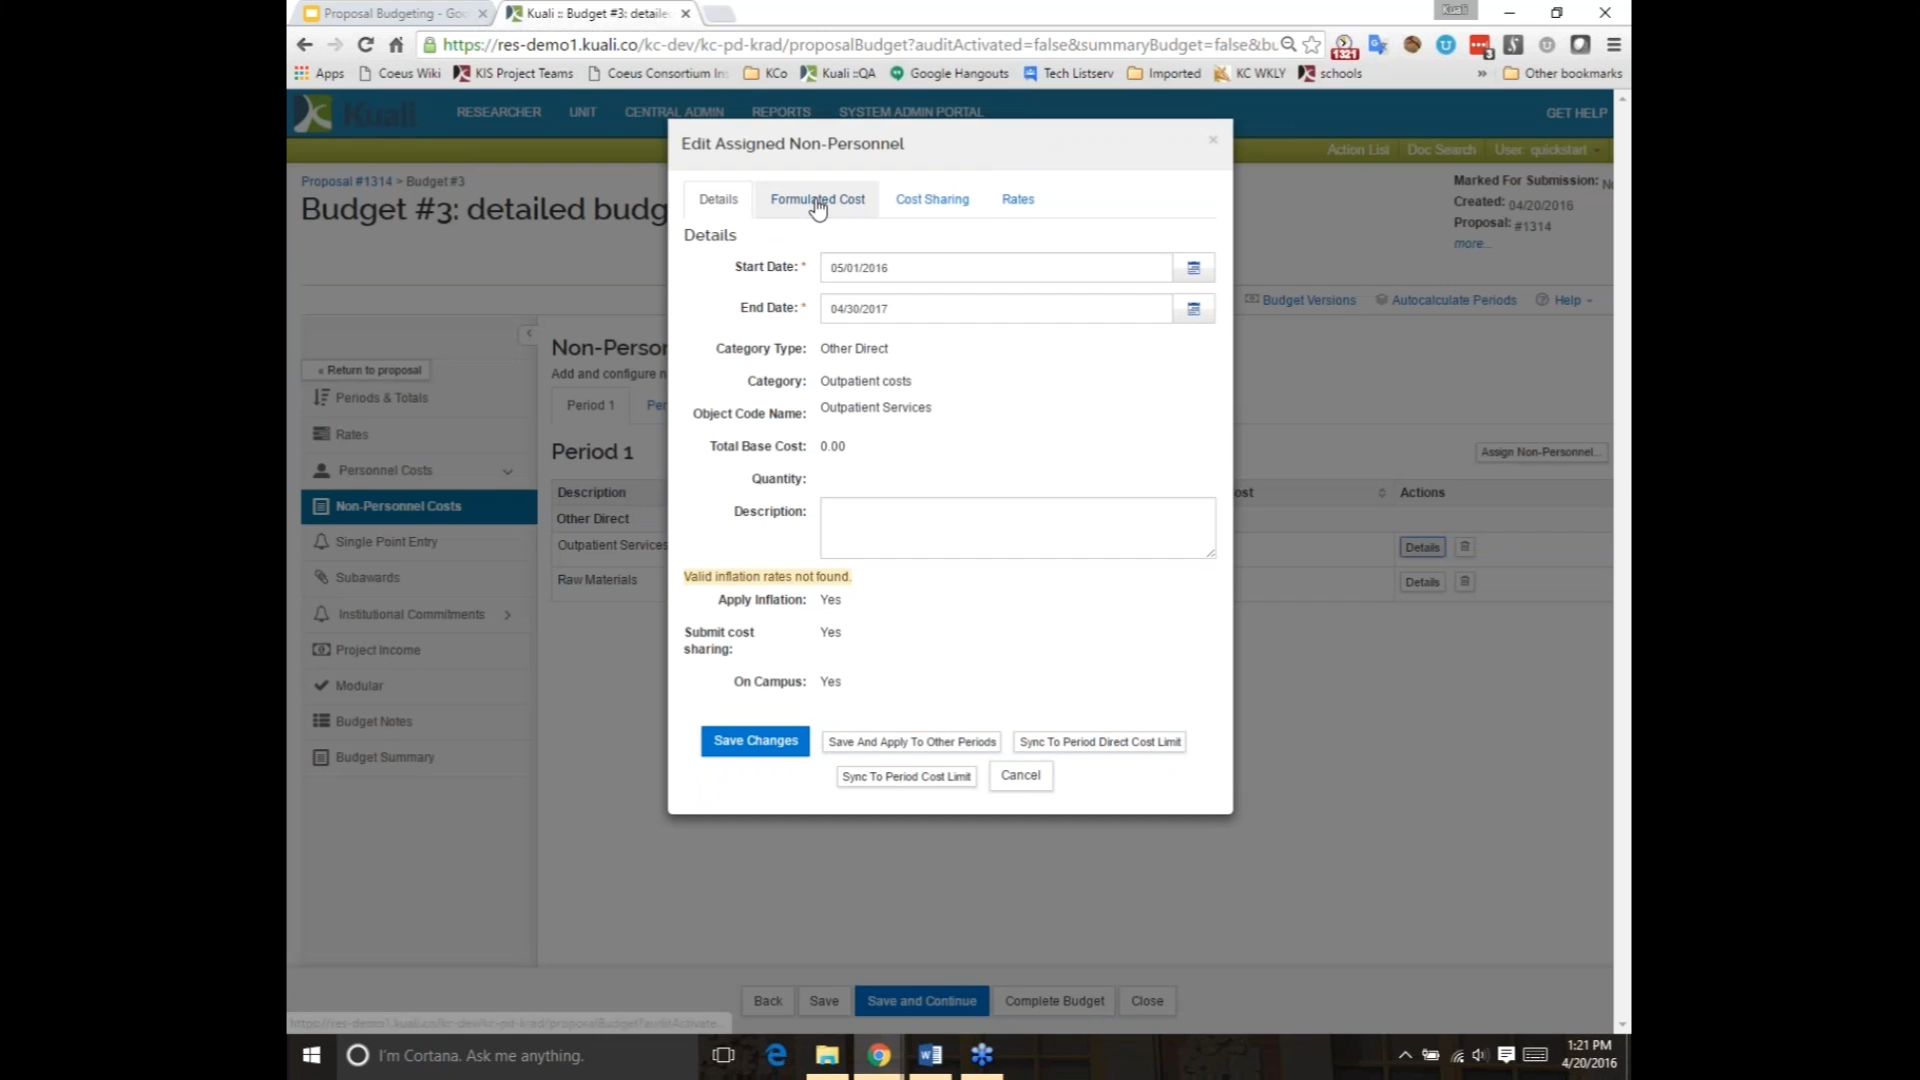 Proposal Budgeting - Goo
Kuali :: Budget #3: detaile
Kuali
https://res-demo1.kuali.co/kc-dev/kc-pd-krad/proposalBudget?auditActivated=false&summaryBudget=false&bu
1321
3
Apps
Coeus Wiki
KIS Project Teams
Coeus Consortium In
KCo
Kuali ::QA
Google Hangouts
Tech Listserv
Imported
KC WKLY
schools
»
Other bookmarks
Kuali
RESEARCHER
UNIT
CENTRAL ADMIN
REPORTS
SYSTEM ADMIN PORTAL
GET HELP
Action List
Doc Search
User: quickstart
Proposal #1314 > Budget #3
Budget #3: detailed budg
Marked For Submission: No
Created: 04/20/2016
Proposal: #1314
more...
Budget Versions
Autocalculate Periods
Help
« Return to proposal
Periods & Totals
Rates
Personnel Costs
Non-Personnel Costs
Single Point Entry
Subawards
Institutional Commitments
Project Income
Modular
Budget Notes
Budget Summary
Non-Person
Add and configure n
Period 1
Per
Period 1
Assign Non-Personnel...
Description
ost
Actions
Other Direct
Outpatient Services
Details
Raw Materials
Details
Edit Assigned Non-Personnel
×
Details
Formulated Cost
Cost Sharing
Rates
Details
Start Date: *
05/01/2016
End Date: *
04/30/2017
Category Type: Other Direct
Category: Outpatient costs
Object Code Name: Outpatient Services
Total Base Cost: 0.00
Quantity:
Description:
Valid inflation rates not found.
Apply Inflation: Yes
Submit cost sharing: Yes
On Campus: Yes
Save Changes
Save And Apply To Other Periods
Sync To Period Direct Cost Limit
Sync To Period Cost Limit
Cancel
Back
Save
Save and Continue
Complete Budget
Close
https://res-demo1.kuali.co/kc-dev/kc-pd-krad/proposalBudget?auditActivate...
I'm Cortana. Ask me anything.
1:21 PM
4/20/2016